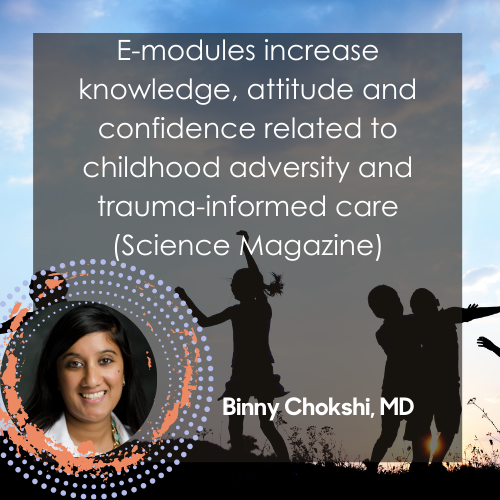 E-modules increase
knowledge, attitude and
confidence related to
childhood adversity and
trauma-informed care
(Science Magazine)
Binny Chokshi, MD